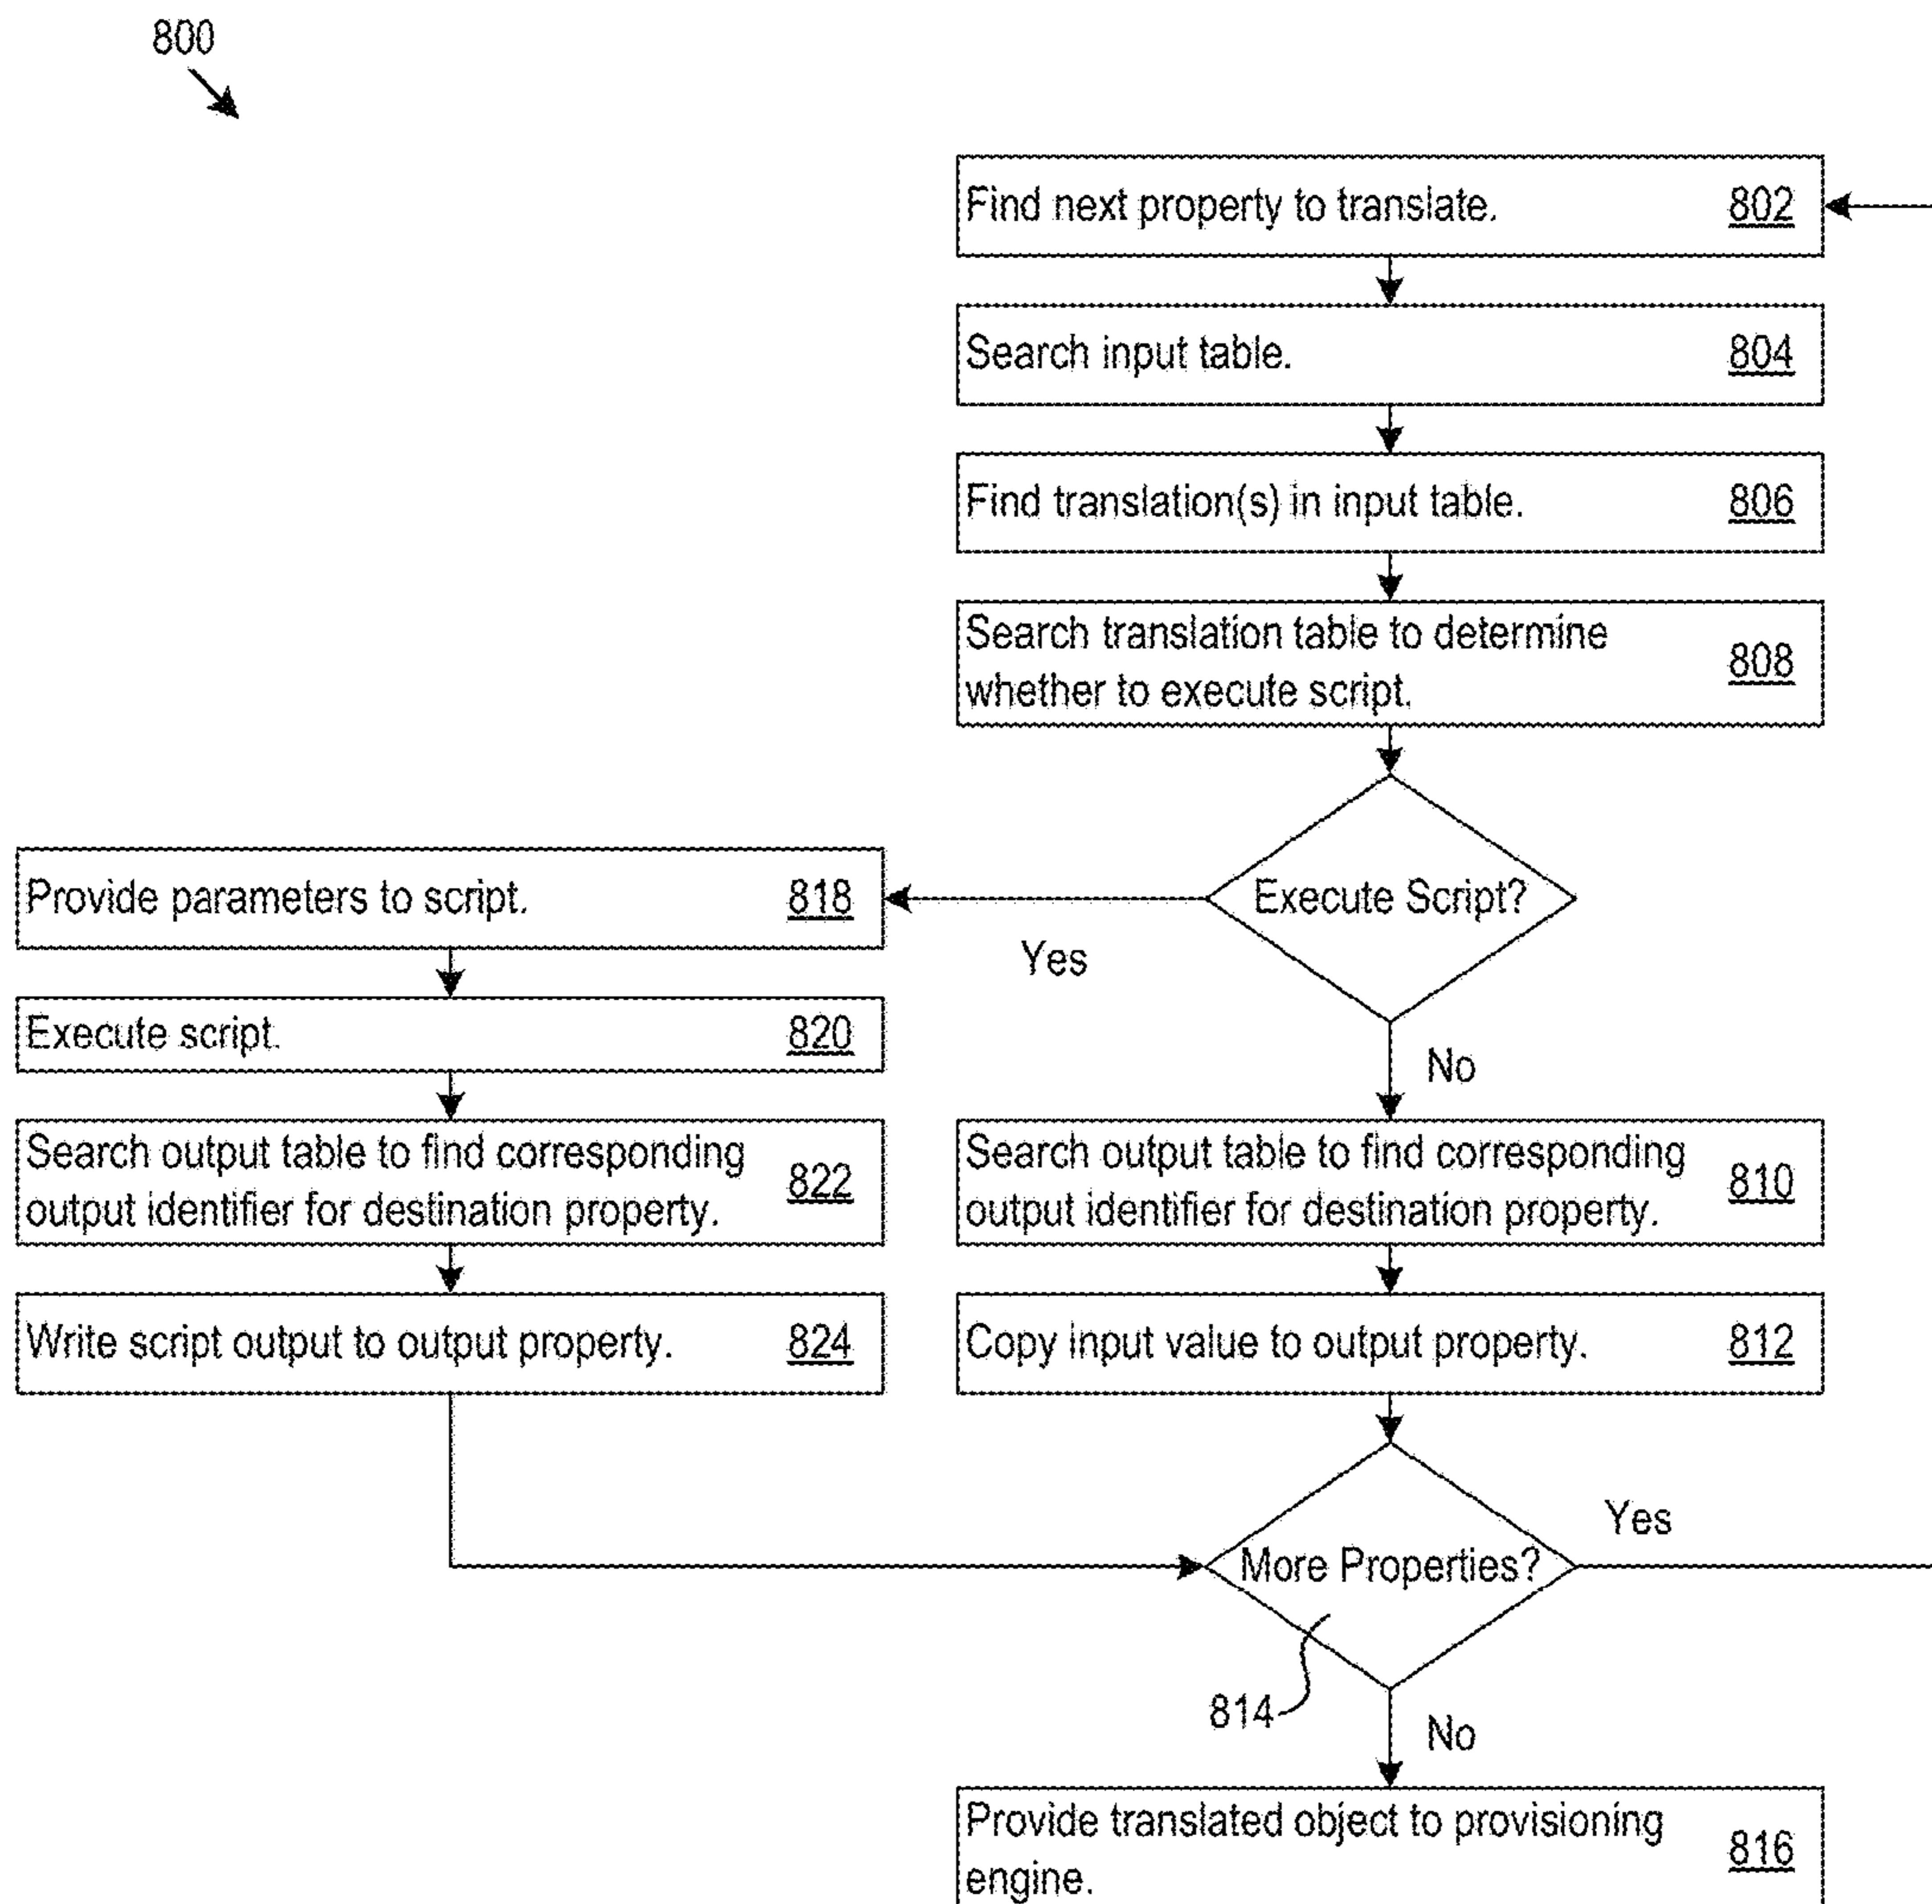 800
Find next property to translate. 802
Search input table. 804
Find translation(s) in input table. 806
Search translation table to determine
whether to execute script. 808
Execute Script?
Yes
No
Provide parameters to script. 818
Execute script. 820
Search output table to find corresponding
output identifier for destination property. 822
Write script output to output property. 824
Search output table to find corresponding
output identifier for destination property. 810
Copy input value to output property. 812
More Properties?
Yes
814
No
Provide translated object to provisioning
engine. 816